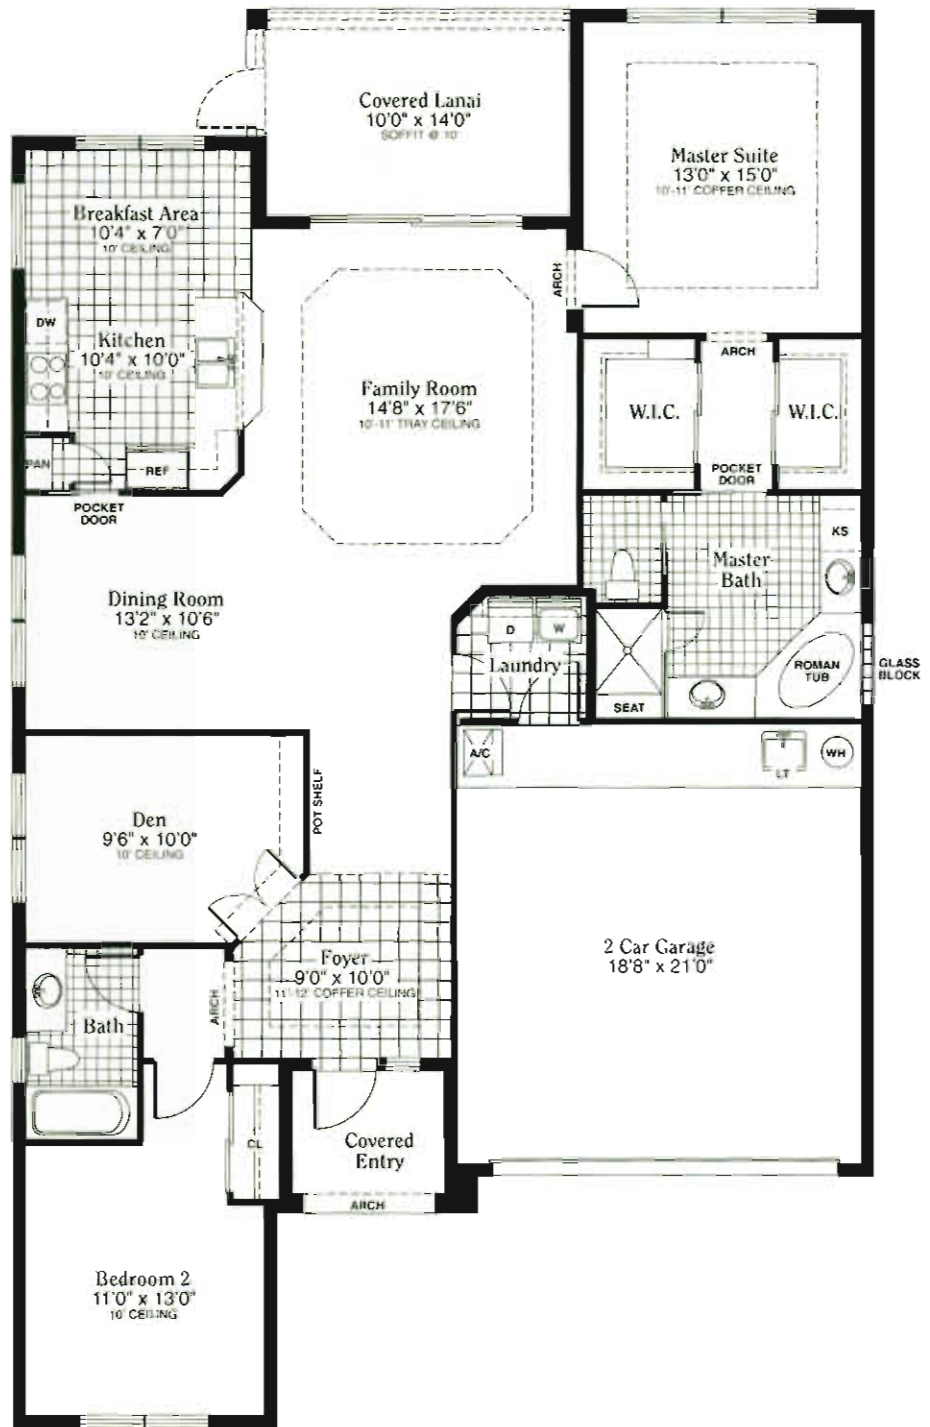 Covered Lanai
10'0" x 14'0"
SOFFIT @ 10'
Master Suite
13'0" x 15'0"
10'-11' COFFER CEILING
Breakfast Area
10'4" x 7'0"
10' CEILING
ARCH
DW
Kitchen
10'4" x 10'0"
10' CEILING
Family Room
14'8" x 17'6"
10'-11' TRAY CEILING
ARCH
W.I.C.
W.I.C.
PAN
REF
POCKET
DOOR
POCKET
DOOR
KS
Master
Bath
Dining Room
13'2" x 10'6"
10' CEILING
D
W
Laundry
ROMAN
TUB
GLASS
BLOCK
SEAT
A/C
LT
WH
POT SHELF
Den
9'6" x 10'0"
10' CEILING
2 Car Garage
18'8" x 21'0"
Foyer
9'0" x 10'0"
11'-12' COFFER CEILING
ARCH
Bath
CL
Covered
Entry
ARCH
Bedroom 2
11'0" x 13'0"
10' CEILING